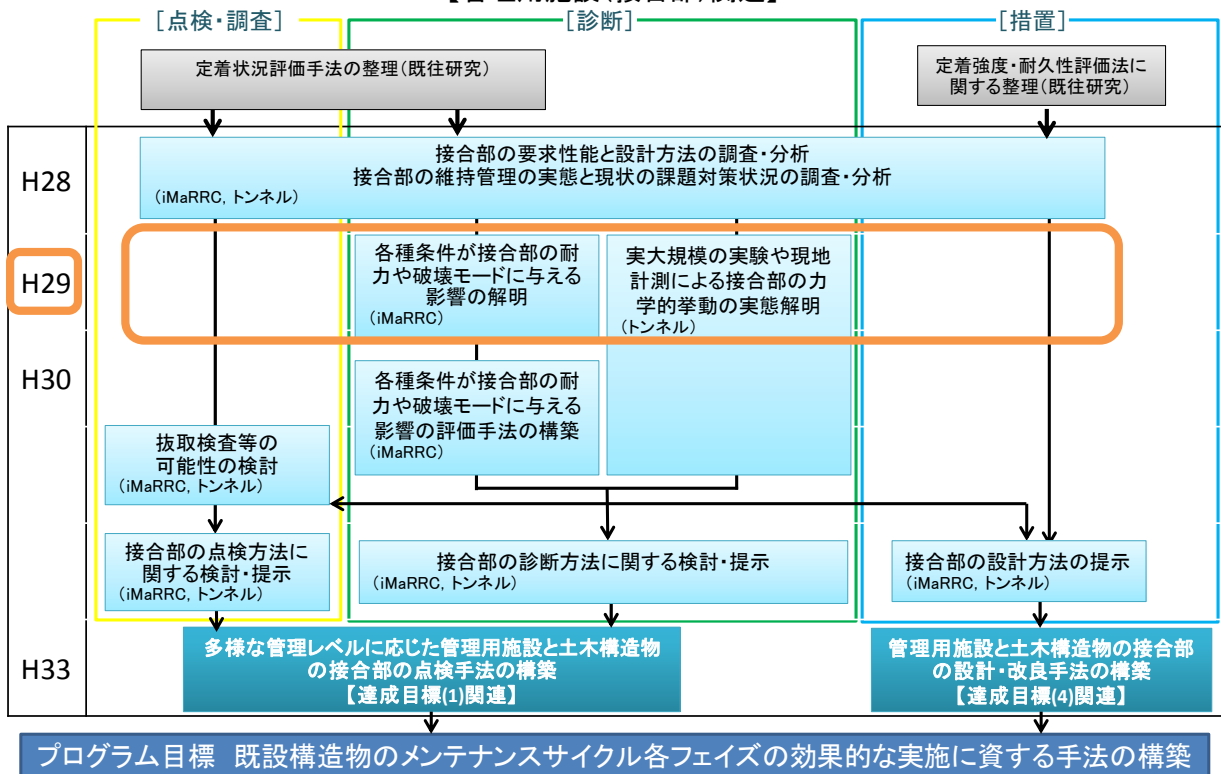 【管理用施設(接合部)関連】
［点検・調査］
［診断］
［措置］
定着状況評価手法の整理(既往研究)
定着強度・耐久性評価法に
関する整理(既往研究)
H28
接合部の要求性能と設計方法の調査・分析
接合部の維持管理の実態と現状の課題対策状況の調査・分析
(iMaRRC, トンネル)
H29
各種条件が接合部の耐
力や破壊モードに与える
影響の解明
(iMaRRC)
実大規模の実験や現地
計測による接合部の力
学的挙動の実態解明
(トンネル)
H30
各種条件が接合部の耐
力や破壊モードに与える
影響の評価手法の構築
(iMaRRC)
抜取検査等の
可能性の検討
(iMaRRC, トンネル)
接合部の点検方法に
関する検討・提示
(iMaRRC, トンネル)
接合部の診断方法に関する検討・提示
(iMaRRC, トンネル)
接合部の設計方法の提示
(iMaRRC, トンネル)
H33
多様な管理レベルに応じた管理用施設と土木構造物
の接合部の点検手法の構築
【達成目標(1)関連】
管理用施設と土木構造物の接合部
の設計・改良手法の構築
【達成目標(4)関連】
プログラム目標 既設構造物のメンテナンスサイクル各フェイズの効果的な実施に資する手法の構築